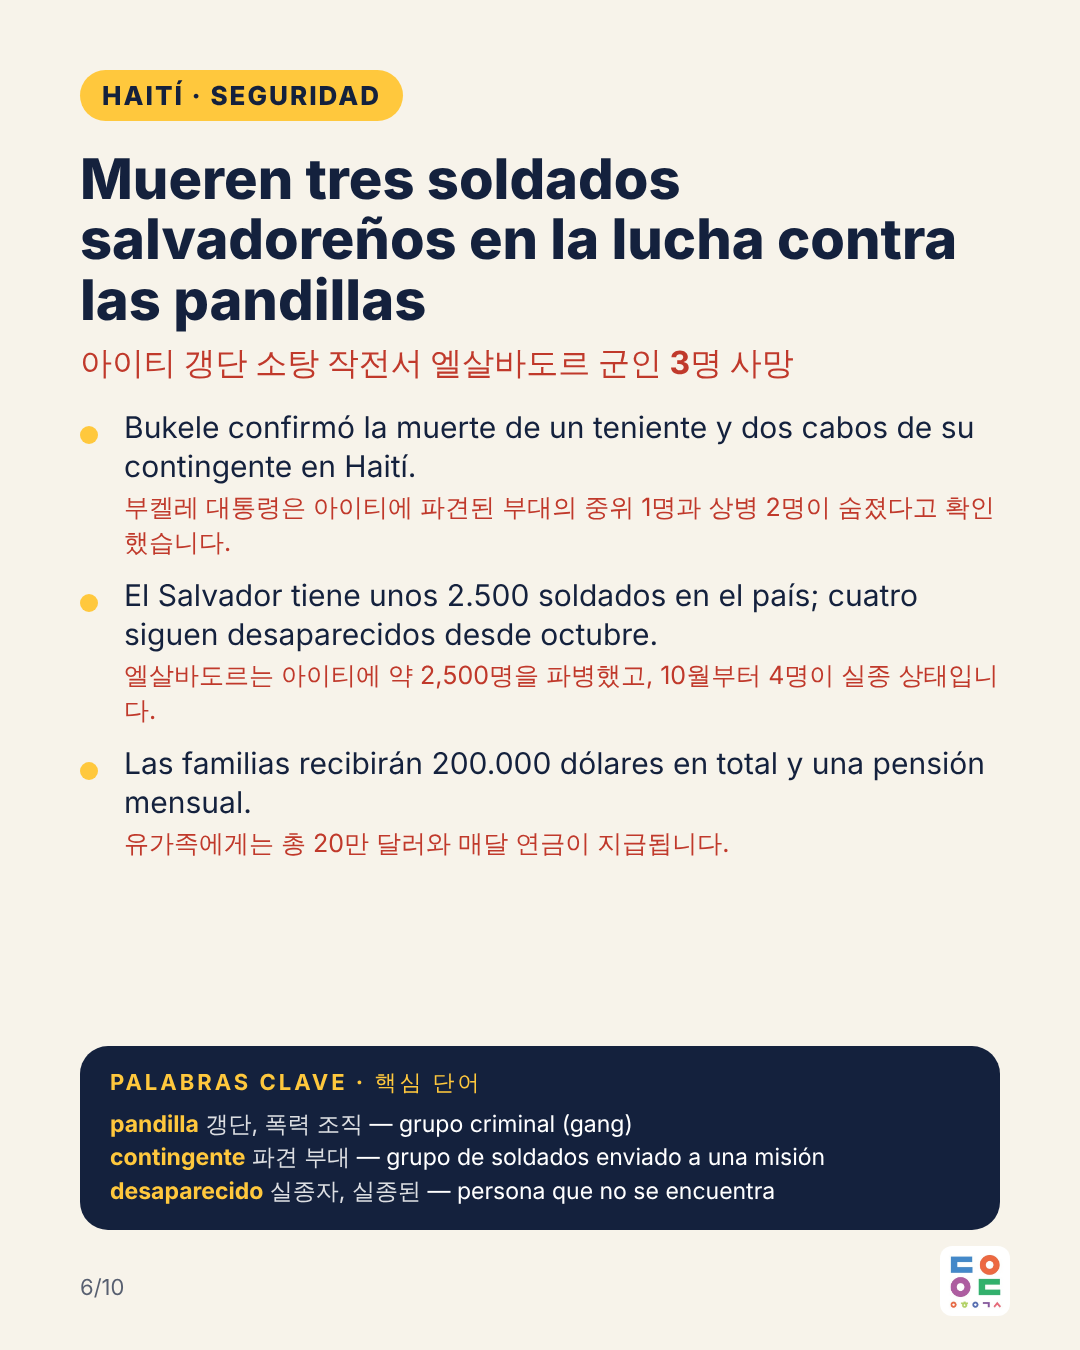 HAITÍ · SEGURIDAD
Mueren tres soldados
salvadoreños en la lucha contra
las pandillas
아이티 갱단 소탕 작전서 엘살바도르 군인 3명 사망
Bukele confirmó la muerte de un teniente y dos cabos de su
contingente en Haití.
부켈레 대통령은 아이티에 파견된 부대의 중위 1명과 상병 2명이 숨졌다고 확인
했습니다.
El Salvador tiene unos 2.500 soldados en el país; cuatro
siguen desaparecidos desde octubre.
엘살바도르는 아이티에 약 2,500명을 파병했고, 10월부터 4명이 실종 상태입니
다.
Las familias recibirán 200.000 dólares en total y una pensión
mensual.
유가족에게는 총 20만 달러와 매달 연금이 지급됩니다.
PALABRAS CLAVE · 핵심 단어
pandilla 갱단, 폭력 조직 — grupo criminal (gang)
contingente 파견 부대 — grupo de soldados enviado a una misión
desaparecido 실종자, 실종된 — persona que no se encuentra
6/10